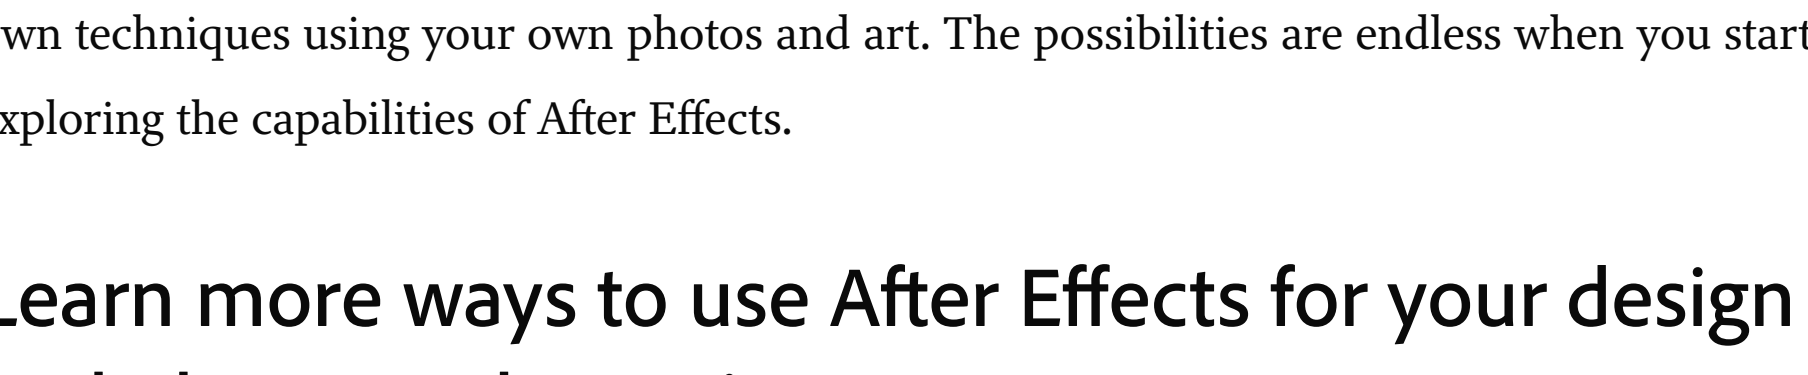 wn techniques using your own photos and art. The possibilities are endless when you start
xploring the capabilities of After Effects.
Learn more ways to use After Effects for your design